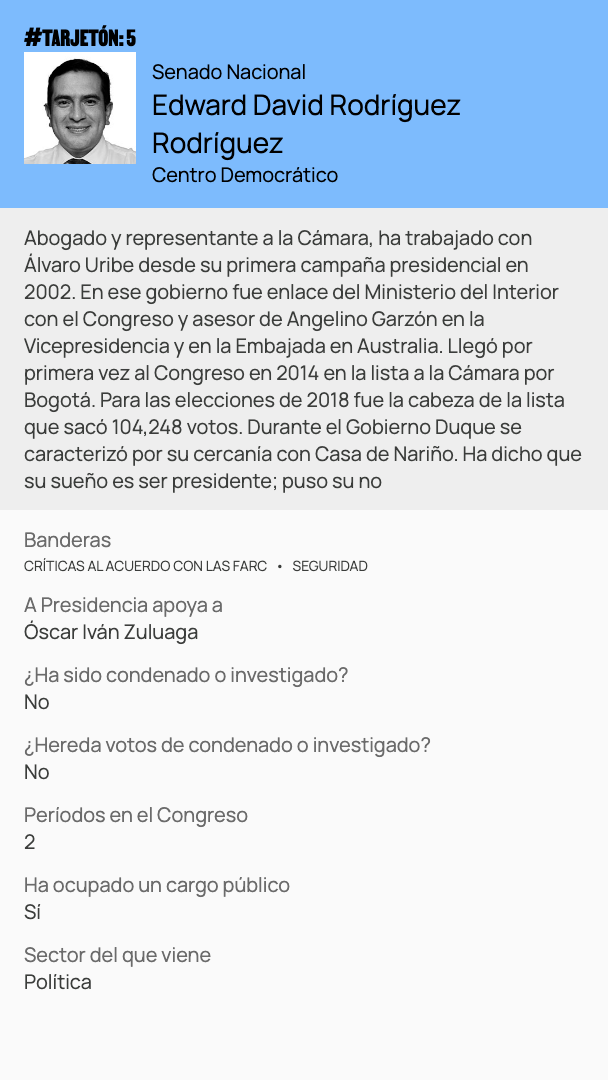 #TARJETÓN: 5
Senado Nacional
Edward David Rodríguez
Rodríguez
Centro Democrático
Abogado y representante a la Cámara, ha trabajado con
Álvaro Uribe desde su primera campaña presidencial en
2002. En ese gobierno fue enlace del Ministerio del Interior
con el Congreso y asesor de Angelino Garzón en la
Vicepresidencia y en la Embajada en Australia. Llegó por
primera vez al Congreso en 2014 en la lista a la Cámara por
Bogotá. Para las elecciones de 2018 fue la cabeza de la lista
que sacó 104,248 votos. Durante el Gobierno Duque se
caracterizó por su cercanía con Casa de Nariño. Ha dicho que
su sueño es ser presidente; puso su no
Banderas
CRÍTICAS AL ACUERDO CON LAS FARC • SEGURIDAD
A Presidencia apoya a
Óscar Iván Zuluaga
¿Ha sido condenado o investigado?
No
¿Hereda votos de condenado o investigado?
No
Períodos en el Congreso
2
Ha ocupado un cargo público
Sí
Sector del que viene
Política